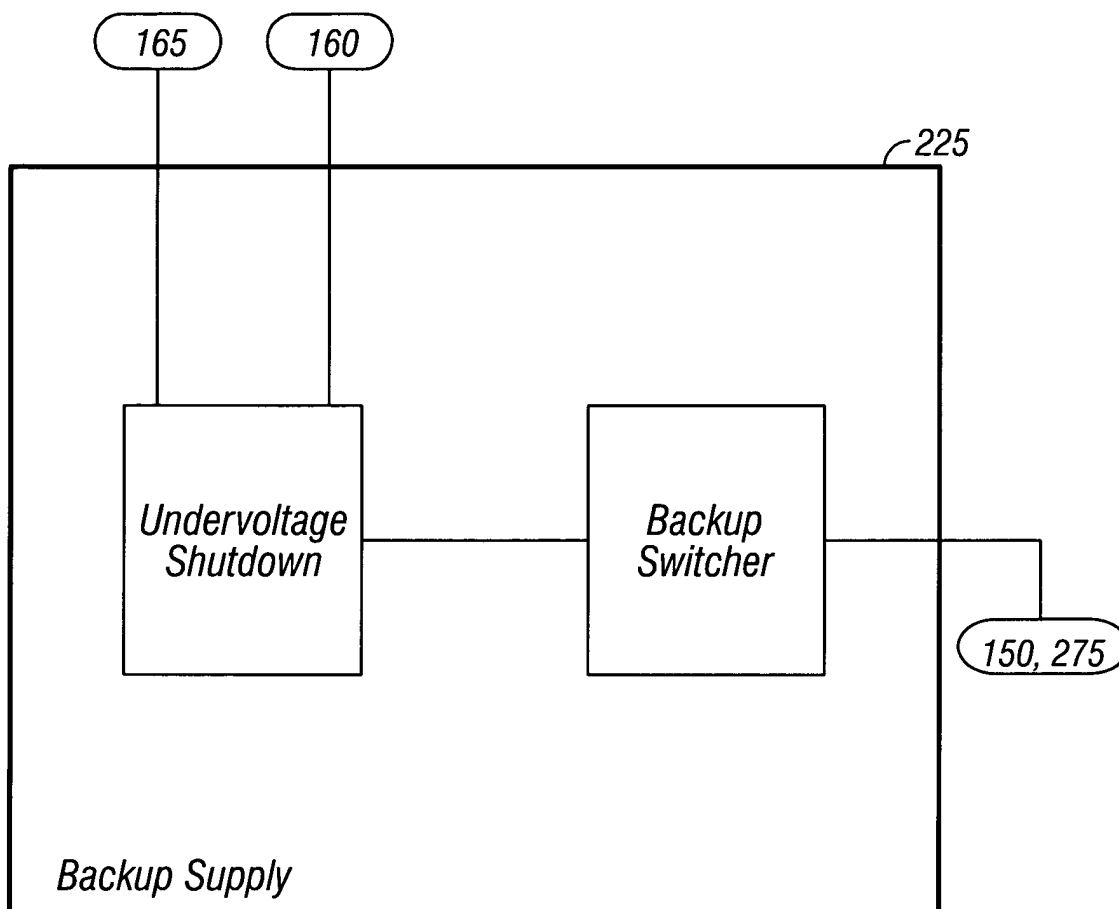 165
160
225
Undervoltage
Shutdown
Backup
Switcher
150, 275
Backup Supply